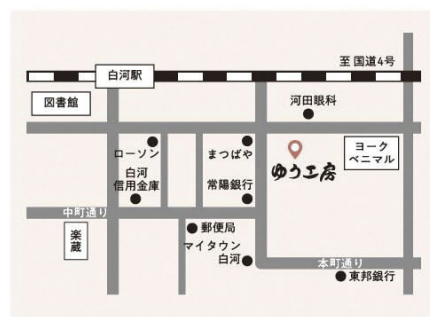 至 国道4号
白河駅
図書館
河田眼科
ローソン
まつばや
ヨーク
ベニマル
ゆう工房
白河
信用金庫
常陽銀行
中町通り
楽蔵
郵便局
マイタウン
白河
本町通り
東邦銀行